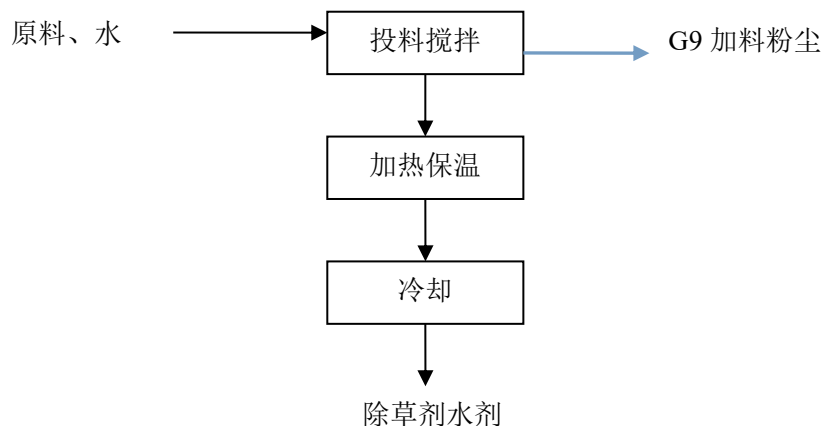 原料、水
投料搅拌
G9 加料粉尘
加热保温
冷却
除草剂水剂